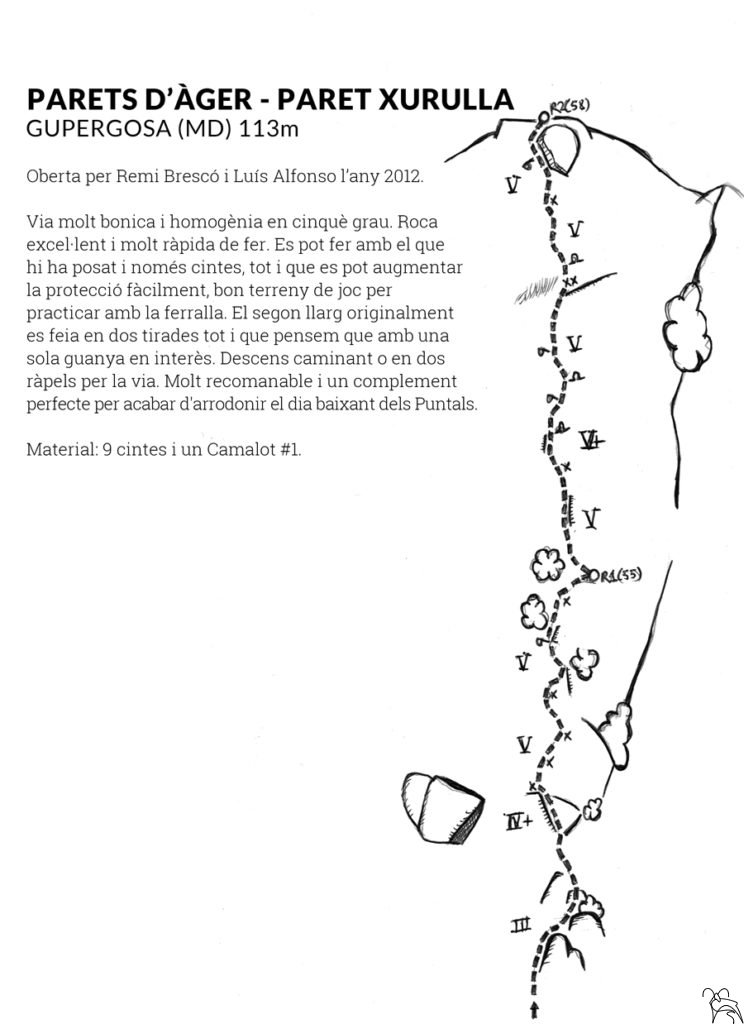 PARETS D’ÀGER - PARET XURULLA
GUPERGOSA (MD) 113m
Oberta per Remi Brescó i Luís Alfonso l’any 2012.
Via molt bonica i homogènia en cinquè grau. Roca
excel·lent i molt ràpida de fer. Es pot fer amb el que
hi ha posat i només cintes, tot i que es pot augmentar
la protecció fàcilment, bon terreny de joc per
practicar amb la ferralla. El segon llarg originalment
es feia en dos tirades tot i que pensem que amb una
sola guanya en interès. Descens caminant o en dos
ràpels per la via. Molt recomanable i un complement
perfecte per acabar d'arrodonir el dia baixant dels Puntals.
Material: 9 cintes i un Camalot #1.
R2(58)
V
V
V
V+
V
R1(55)
V
V
IV+
III